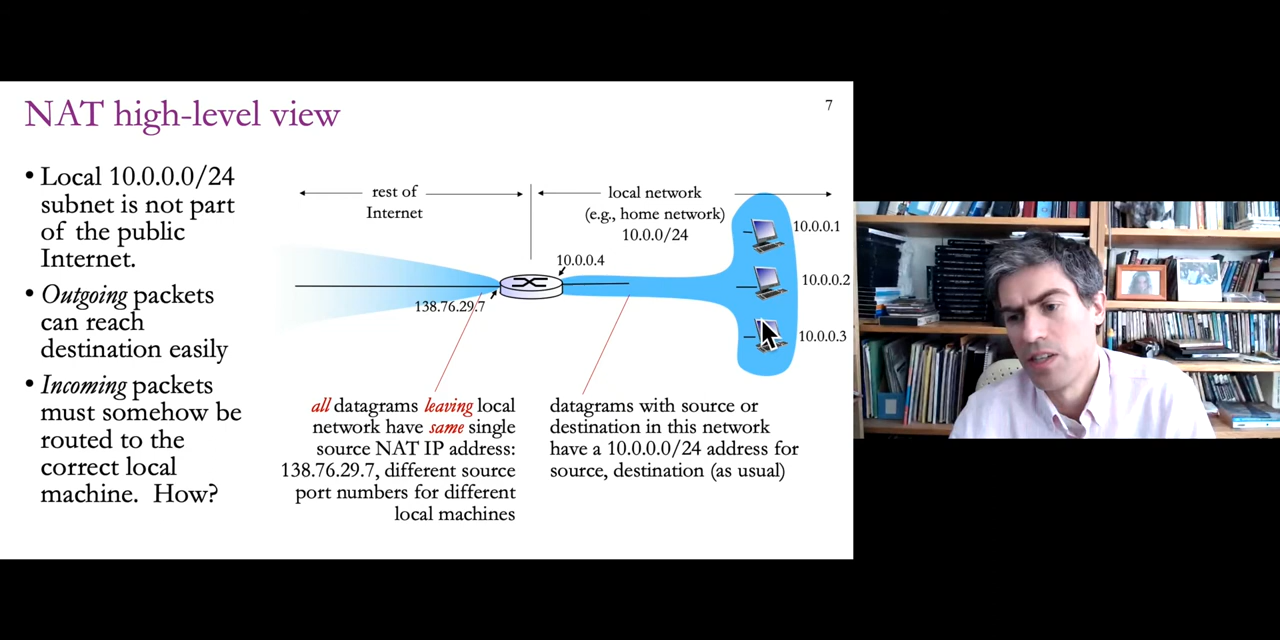 NAT high-level view
7
• Local 10.0.0.0/24
subnet is not part
of the public
Internet.
• Outgoing packets
can reach
destination easily
• Incoming packets
must somehow be
routed to the
correct local
machine. How?
rest of
Internet
local network
(e.g., home network)
10.0.0/24
10.0.0.1
10.0.0.4
10.0.0.2
138.76.29.7
10.0.0.3
all datagrams leaving local
network have same single
source NAT IP address:
138.76.29.7, different source
port numbers for different
local machines
datagrams with source or
destination in this network
have a 10.0.0.0/24 address for
source, destination (as usual)